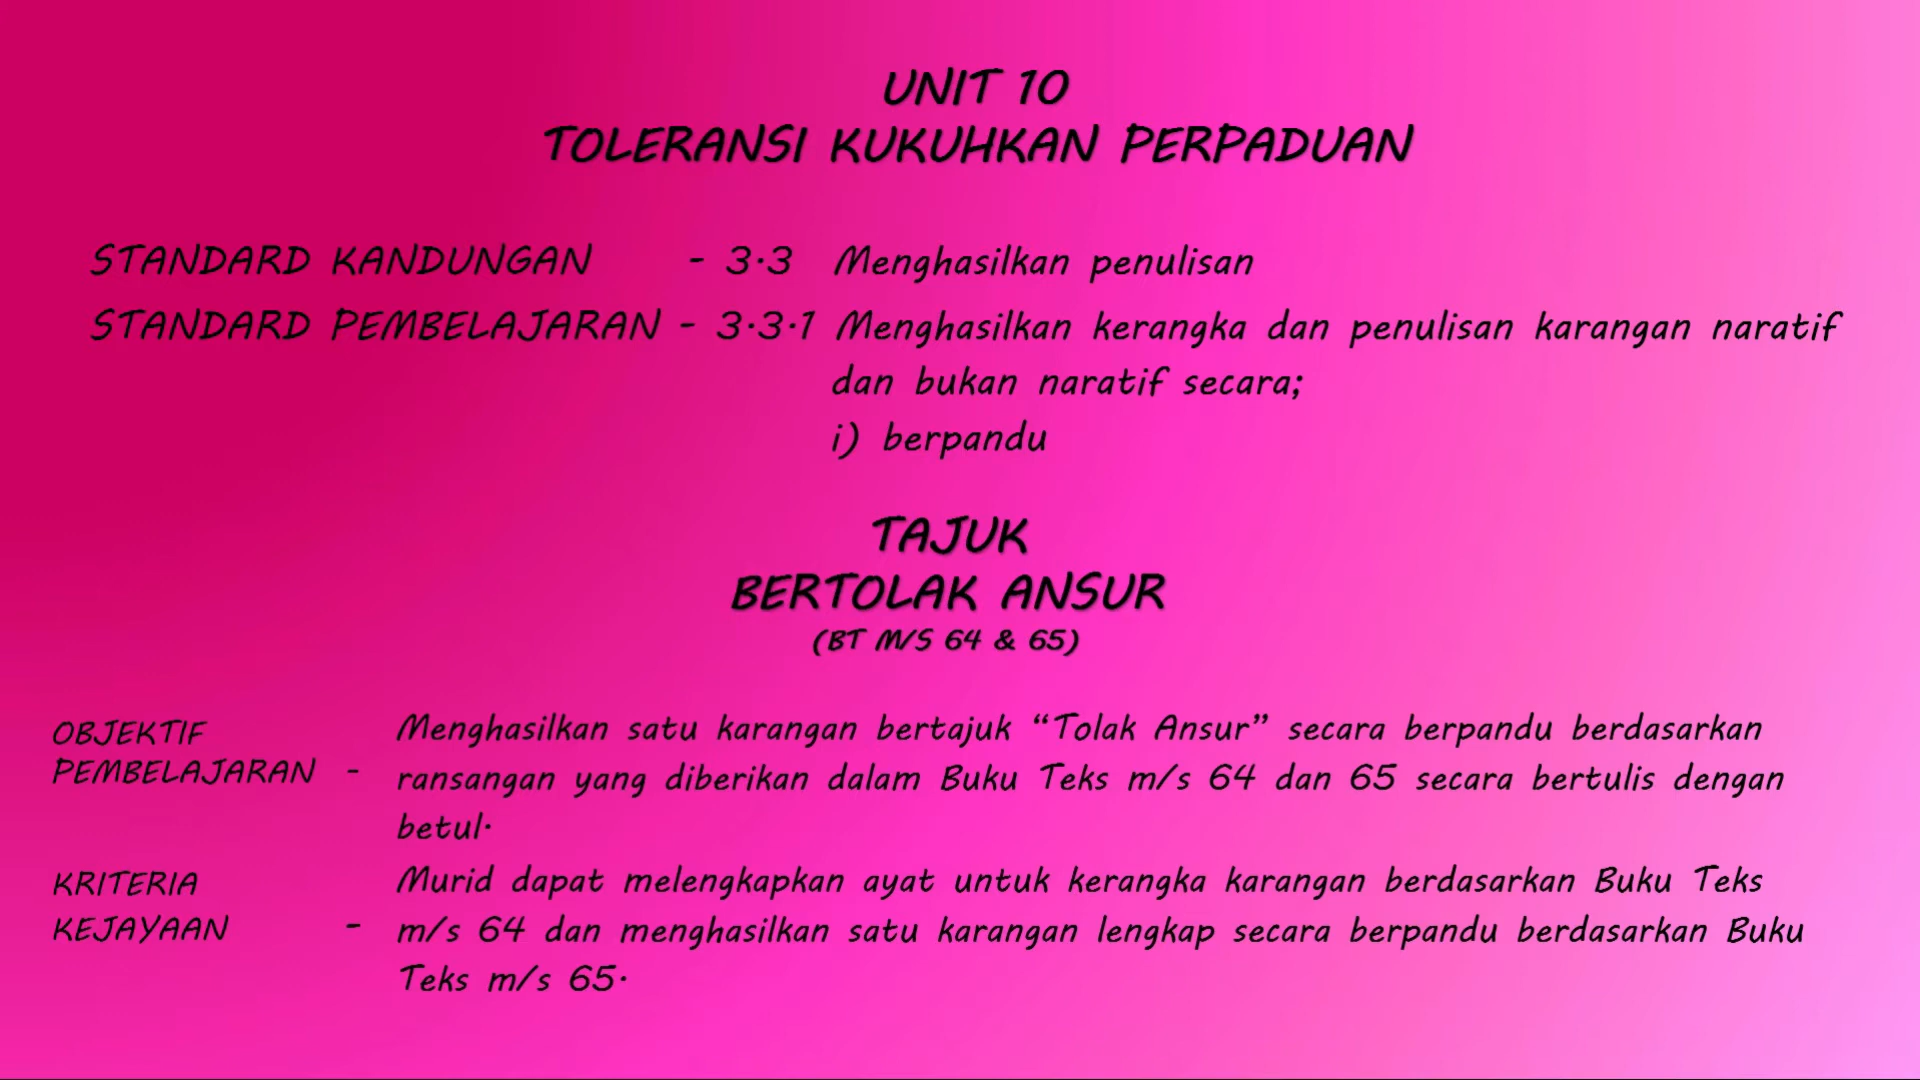 UNIT 10
TOLERANSI KUKUHKAN PERPADUAN
STANDARD KANDUNGAN - 3.3 Menghasilkan penulisan
STANDARD PEMBELAJARAN - 3.3.1 Menghasilkan kerangka dan penulisan karangan naratif
dan bukan naratif secara;
i) berpandu
TAJUK
BERTOLAK ANSUR
(BT M/S 64 & 65)
OBJEKTIF
PEMBELAJARAN -
Menghasilkan satu karangan bertajuk “Tolak Ansur” secara berpandu berdasarkan
ransangan yang diberikan dalam Buku Teks m/s 64 dan 65 secara bertulis dengan
betul.
KRITERIA
KEJAYAAN -
Murid dapat melengkapkan ayat untuk kerangka karangan berdasarkan Buku Teks
m/s 64 dan menghasilkan satu karangan lengkap secara berpandu berdasarkan Buku
Teks m/s 65.